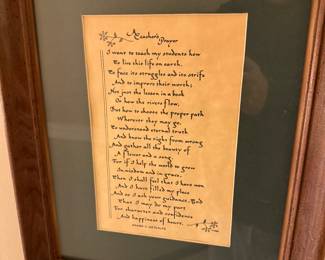 A Teacher's
Prayer
I want to teach my students how
To live this life on earth,
To face its struggles and its strife
And to improve their worth;
Not just the lesson in a book
Or how the rivers flow,
But how to choose the proper path
Wherever they may go.
To understand eternal truth
And know the right from wrong
And gather all the beauty of
A flower and a song.
For if I help the world to grow
In wisdom and in grace,
Then I shall feel that I have won
And I have filled my place
And so I ask your guidance, God
That I may do my part
For character and confidence
And happiness of heart.
JAMES J. METCALFE